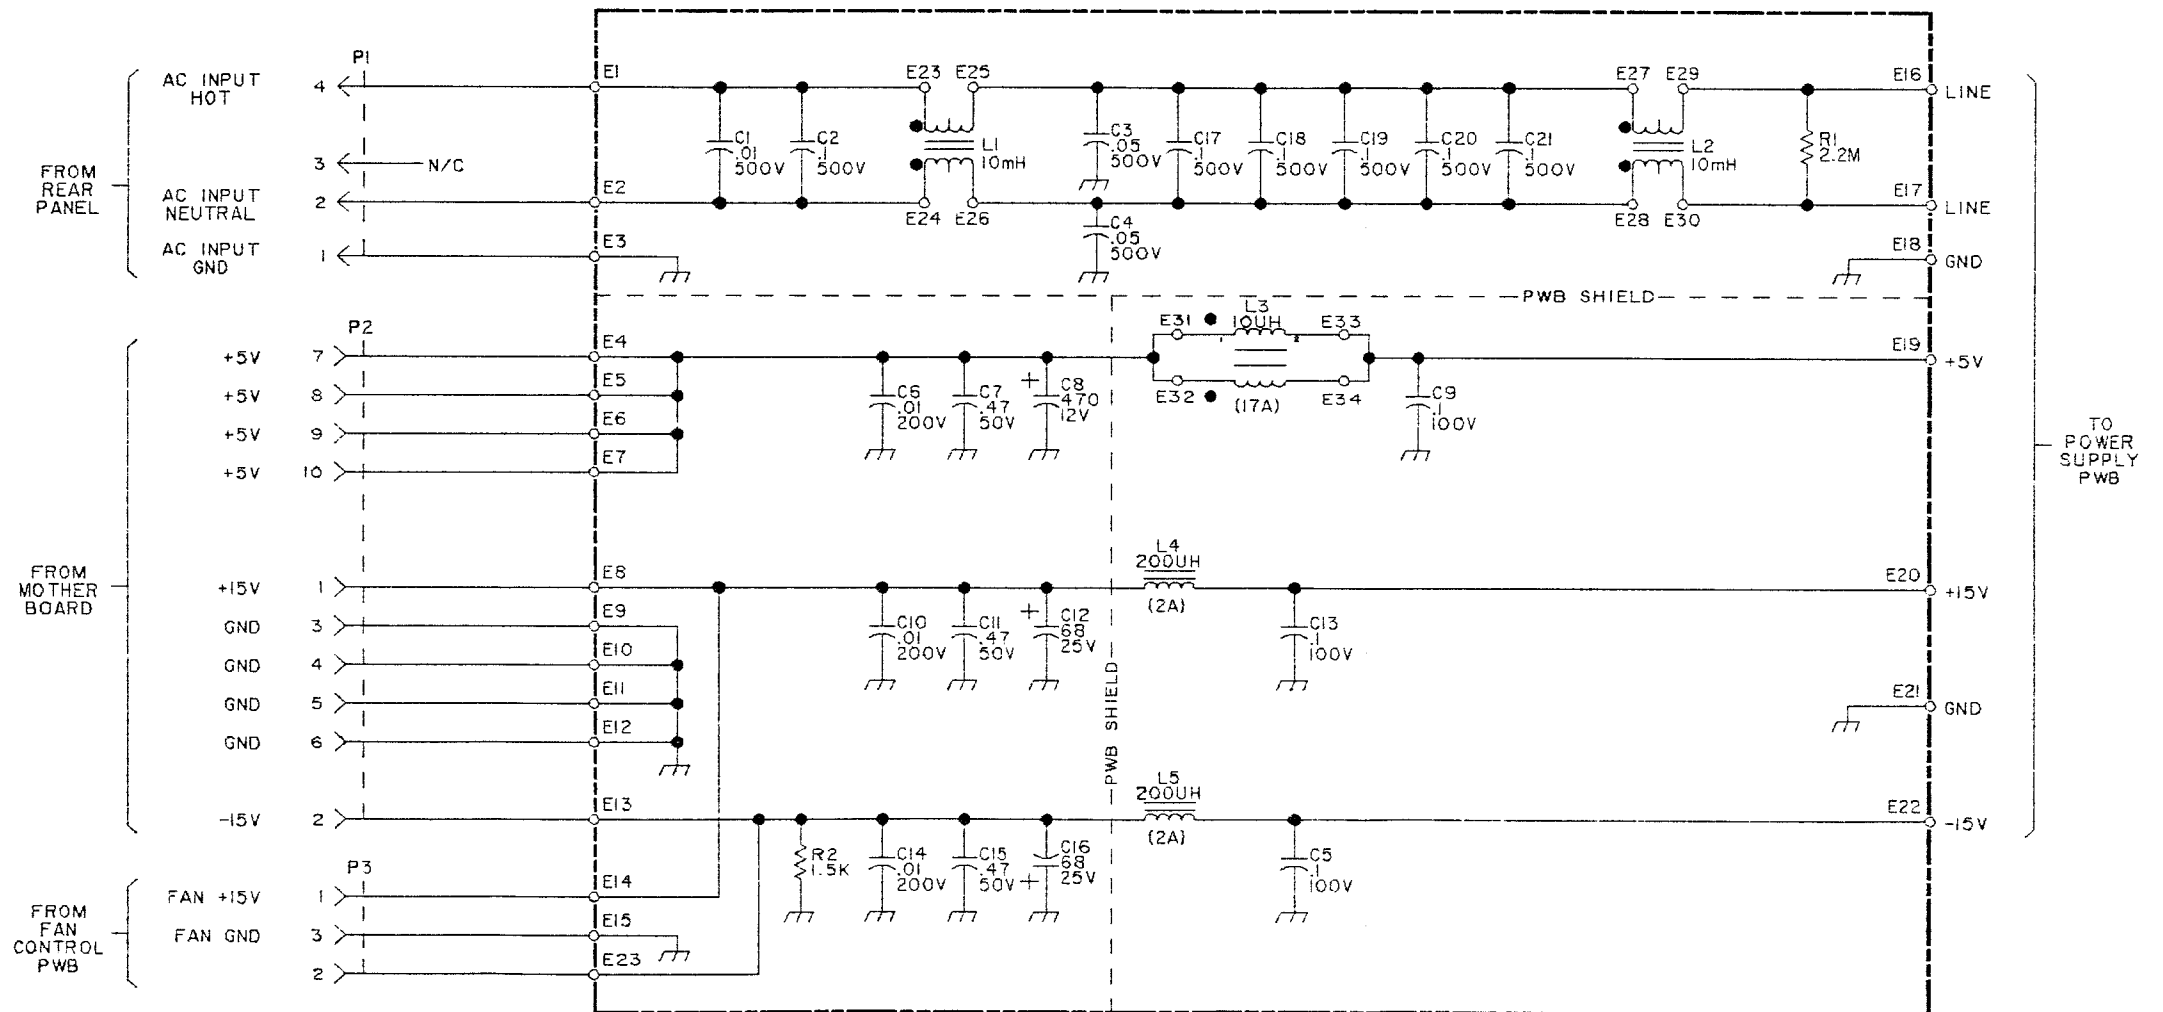 P1
AC INPUT
HOT
4
3
N/C
AC INPUT
NEUTRAL
2
AC INPUT
GND
1
FROM
REAR
PANEL
E1
E2
E3
C1
.01
500V
C2
.1
500V
E23 E25
L1
10mH
E24 E26
C3
.05
500V
C4
.05
500V
C17
.1
500V
C18
.1
500V
C19
.1
500V
C20
.1
500V
C21
.1
500V
E27 E29
L2
10mH
E28 E30
R1
2.2M
E16
LINE
E17
LINE
E18
GND
PWB SHIELD
P2
+5V 7
+5V 8
+5V 9
+5V 10
E4
E5
E6
E7
C6
.01
200V
C7
.47
50V
+
C8
470
12V
L3
10UH
E31
E33
E32
E34
(17A)
C9
.1
100V
E19
+5V
FROM
MOTHER
BOARD
+15V 1
GND 3
GND 4
GND 5
GND 6
-15V 2
E8
E9
E10
E11
E12
E13
C10
.01
200V
C11
.47
50V
+
C12
68
25V
PWB SHIELD
L4
200UH
(2A)
C13
.1
100V
E20
+15V
E21
GND
R2
1.5K
C14
.01
200V
C15
.47
50V
C16
68
25V
+
L5
200UH
(2A)
C5
.1
100V
E22
-15V
TO
POWER
SUPPLY
PWB
P3
FROM
FAN
CONTROL
PWB
FAN +15V 1
FAN GND 3
2
E14
E15
E23